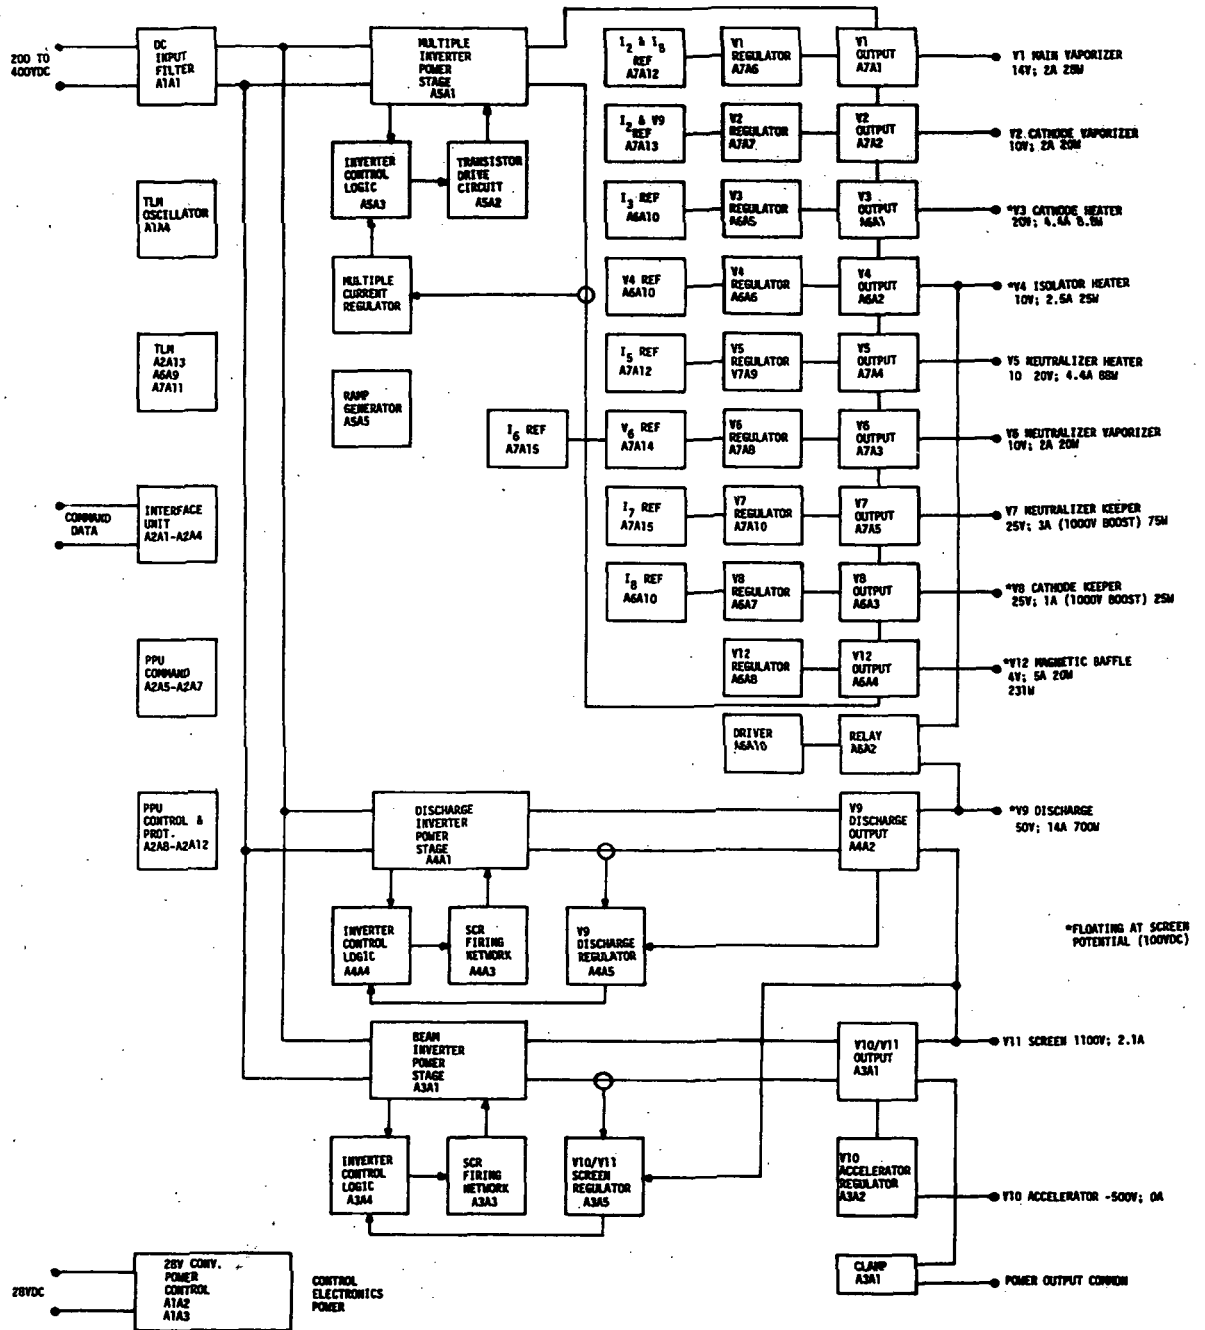 200 TO
400VDC
DC
INPUT
FILTER
A1A1
MULTIPLE
INVERTER
POWER
STAGE
A5A1
I2 & I5
REF
A7A12
V1
REGULATOR
A7A6
V1
OUTPUT
A7A1
V1 MAIN VAPORIZER
14V; 2A 28W
I2 & V9
REF
A7A13
V2
REGULATOR
A7A7
V2
OUTPUT
A7A2
V2 CATHODE VAPORIZER
10V; 2A 20W
INVERTER
CONTROL
LOGIC
A5A3
TRANSISTOR
DRIVE
CIRCUIT
A5A2
TLM
OSCILLATOR
A1A4
I3 REF
A6A10
V3
REGULATOR
A6A5
V3
OUTPUT
A6A1
*V3 CATHODE HEATER
20V; 4.4A 8.8W
MULTIPLE
CURRENT
REGULATOR
V4 REF
A6A10
V4
REGULATOR
A6A6
V4
OUTPUT
A6A2
*V4 ISOLATOR HEATER
10V; 2.5A 25W
TLM
A2A13
A6A9
A7A11
I5 REF
A7A12
V5
REGULATOR
V7A9
V5
OUTPUT
A7A4
V5 NEUTRALIZER HEATER
10 20V; 4.4A 88W
RAMP
GENERATOR
A5A5
I6 REF
A7A15
V6 REF
A7A14
V6
REGULATOR
A7A8
V6
OUTPUT
A7A3
V6 NEUTRALIZER VAPORIZER
10V; 2A 20W
COMMAND
DATA
INTERFACE
UNIT
A2A1-A2A4
I7 REF
A7A15
V7
REGULATOR
A7A10
V7
OUTPUT
A7A5
V7 NEUTRALIZER KEEPER
25V; 3A (1000V BOOST) 75W
I8 REF
A6A10
V8
REGULATOR
A6A7
V8
OUTPUT
A6A3
*V8 CATHODE KEEPER
25V; 1A (1000V BOOST) 25W
PPU
COMMAND
A2A5-A2A7
V12
REGULATOR
A6A8
V12
OUTPUT
A6A4
*V12 MAGNETIC BAFFLE
4V; 5A 20W
231W
DRIVER
A6A10
RELAY
A6A2
PPU
CONTROL &
PROT.
A2A8-A2A12
DISCHARGE
INVERTER
POWER
STAGE
A4A1
V9
DISCHARGE
OUTPUT
A4A2
*V9 DISCHARGE
50V; 14A 700W
INVERTER
CONTROL
LOGIC
A4A4
SCR
FIRING
NETWORK
A4A3
V9
DISCHARGE
REGULATOR
A4A5
*FLOATING AT SCREEN
POTENTIAL (100VDC)
BEAM
INVERTER
POWER
STAGE
A3A1
V10/V11
OUTPUT
A3A1
V11 SCREEN 1100V; 2.1A
INVERTER
CONTROL
LOGIC
A3A4
SCR
FIRING
NETWORK
A3A3
V10/V11
SCREEN
REGULATOR
A3A5
V10
ACCELERATOR
REGULATOR
A3A2
V10 ACCELERATOR -500V; 0A
28VDC
28V CONV.
POWER
CONTROL
A1A2
A1A3
CONTROL
ELECTRONICS
POWER
CLAMP
A3A1
POWER OUTPUT COMMON